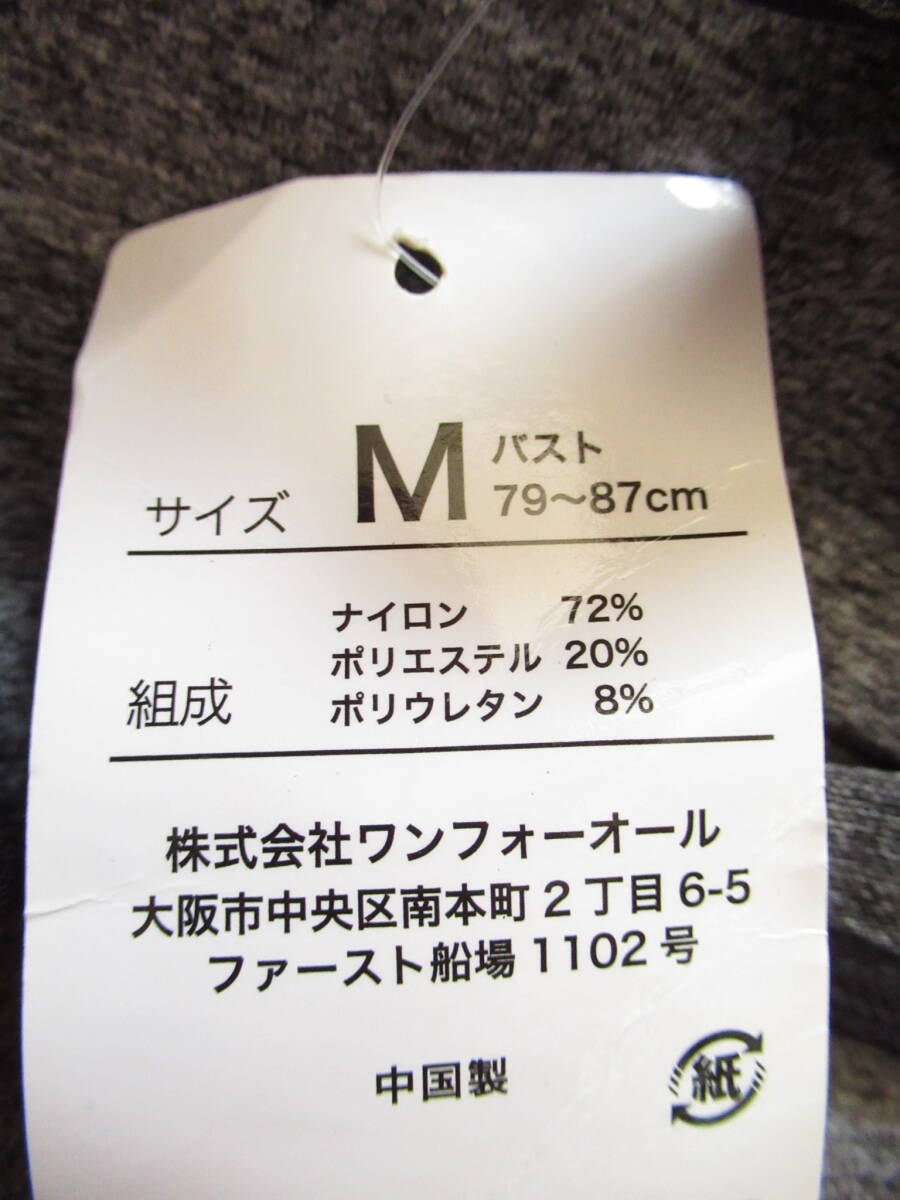 サイズ M バスト
79〜87cm
ナイロン 72%
ポリエステル 20%
組成 ポリウレタン 8%
株式会社ワンフォーオール
大阪市中央区南本町2丁目6-5
ファースト船場1102号
中国製
紙